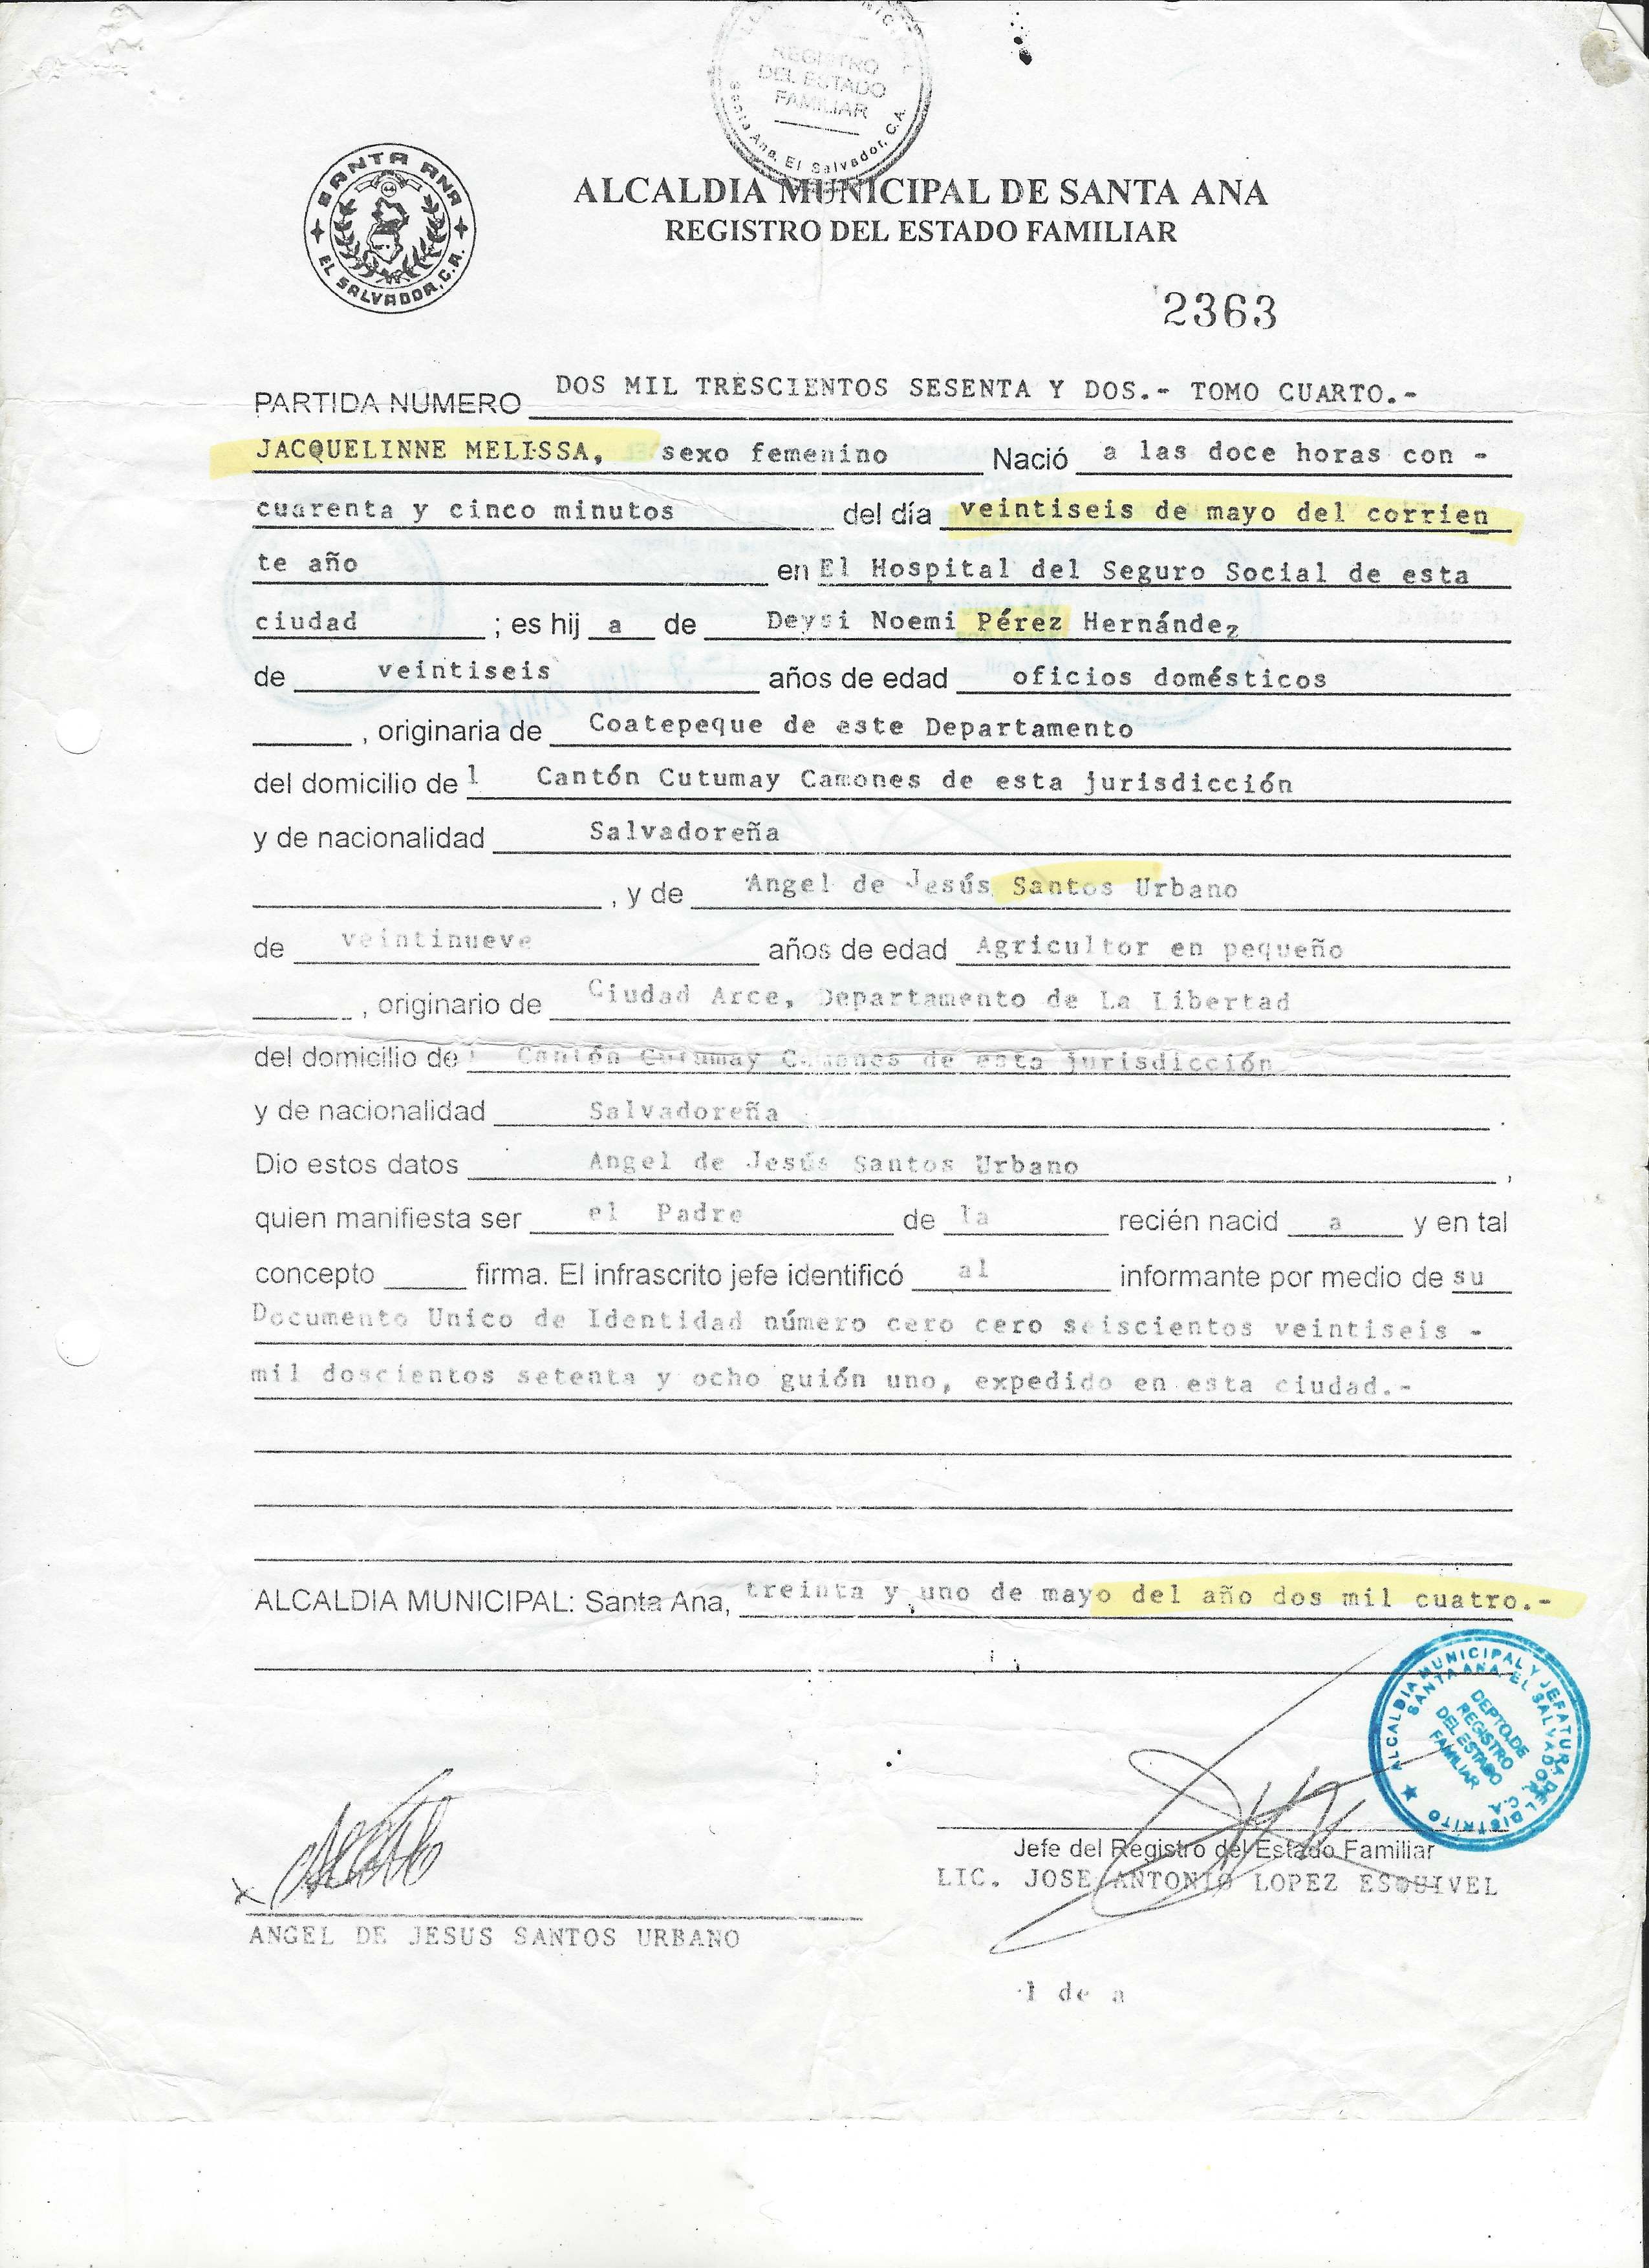 REGISTRO
DEL ESTADO
FAMILIAR
Santa Ana, El Salvador, C.A.
SANTA ANA
EL SALVADOR, C.A.
ALCALDIA MUNICIPAL DE SANTA ANA
REGISTRO DEL ESTADO FAMILIAR
2363
PARTIDA NUMERO DOS MIL TRESCIENTOS SESENTA Y DOS.- TOMO CUARTO.-
JACQUELINNE MELISSA, sexo femenino Nació a las doce horas con -
cuarenta y cinco minutos del día veintiseis de mayo del corrien
te año en El Hospital del Seguro Social de esta
ciudad ; es hij a de Deysi Noemi Pérez Hernández
de veintiseis años de edad oficios domésticos
, originaria de Coatepeque de este Departamento
del domicilio de l Cantón Cutumay Camones de esta jurisdicción
y de nacionalidad Salvadoreña
, y de Angel de Jesús Santos Urbano
de veintinueve años de edad Agricultor en pequeño
, originario de Ciudad Arce, Departamento de La Libertad
del domicilio de l Cantón Cutumay Camones de esta jurisdicción
y de nacionalidad Salvadoreña .
Dio estos datos Angel de Jesús Santos Urbano ,
quien manifiesta ser el Padre de la recién nacid a y en tal
concepto firma. El infrascrito jefe identificó al informante por medio de su
Documento Unico de Identidad número cero cero seiscientos veintiseis -
mil doscientos setenta y ocho guión uno, expedido en esta ciudad.-
ALCALDIA MUNICIPAL: Santa Ana, treinta y uno de mayo del año dos mil cuatro.-
ALCALDIA MUNICIPAL Y JEFATURA DEL DISTRITO
SANTA ANA, EL SALVADOR, C.A.
DEPTO. DE
REGISTRO
DEL ESTADO
FAMILIAR
Jefe del Registro del Estado Familiar
LIC. JOSE ANTONIO LOPEZ ESQUIVEL
ANGEL DE JESUS SANTOS URBANO
l de a